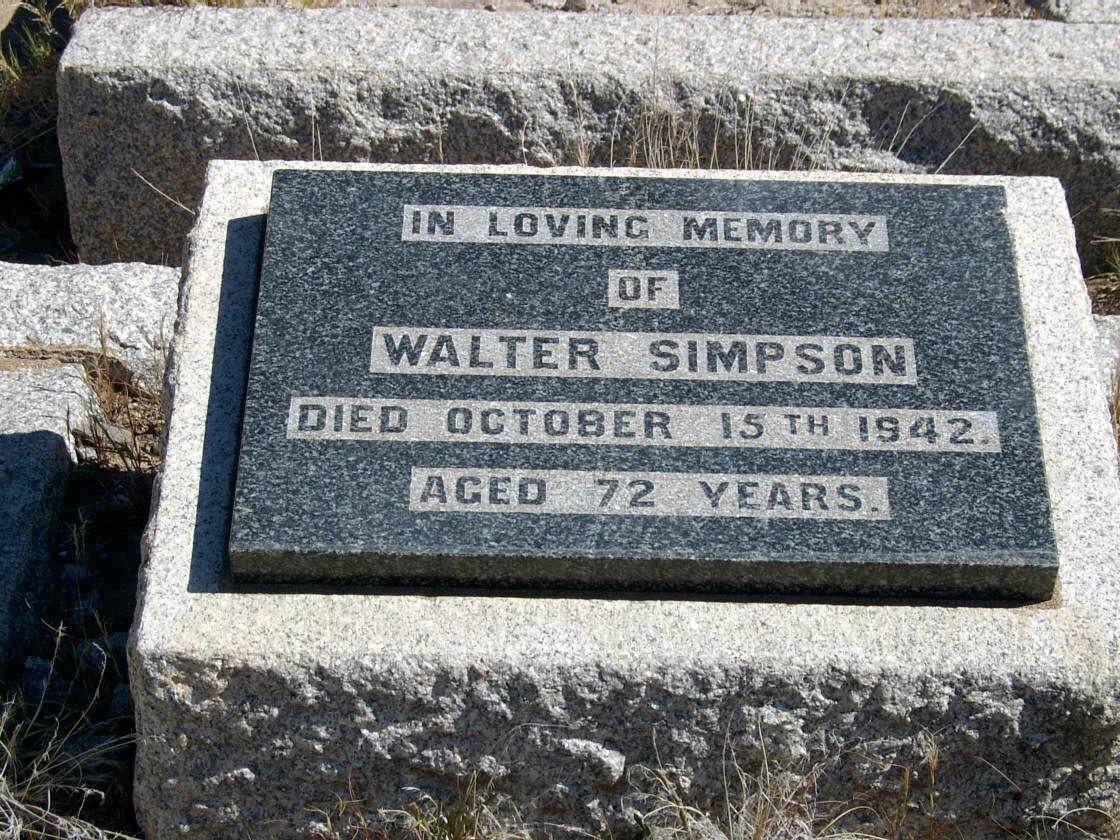 IN LOVING MEMORY
OF
WALTER SIMPSON
DIED OCTOBER 15TH 1942.
AGED 72 YEARS.